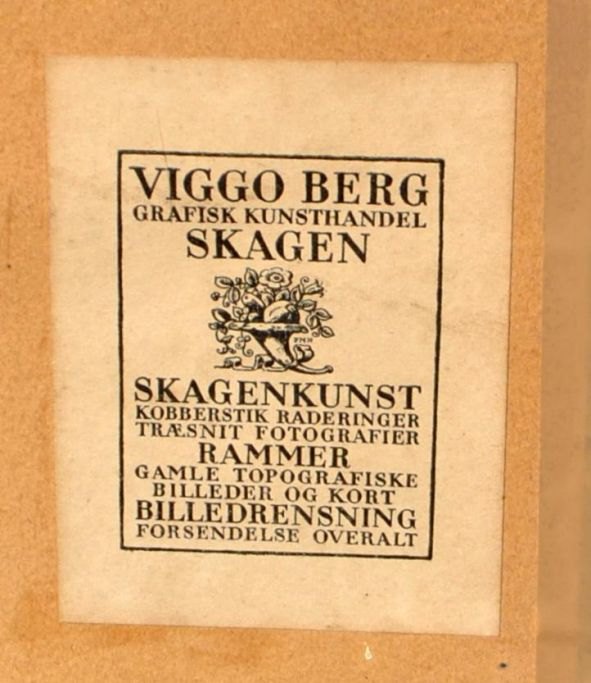 VIGGO BERG
GRAFISK KUNSTHANDEL
SKAGEN
SKAGENKUNST
KOBBERSTIK RADERINGER
TRÆSNIT FOTOGRAFIER
RAMMER
GAMLE TOPOGRAFISKE
BILLEDER OG KORT
BILLEDRENSNING
FORSENDELSE OVERALT